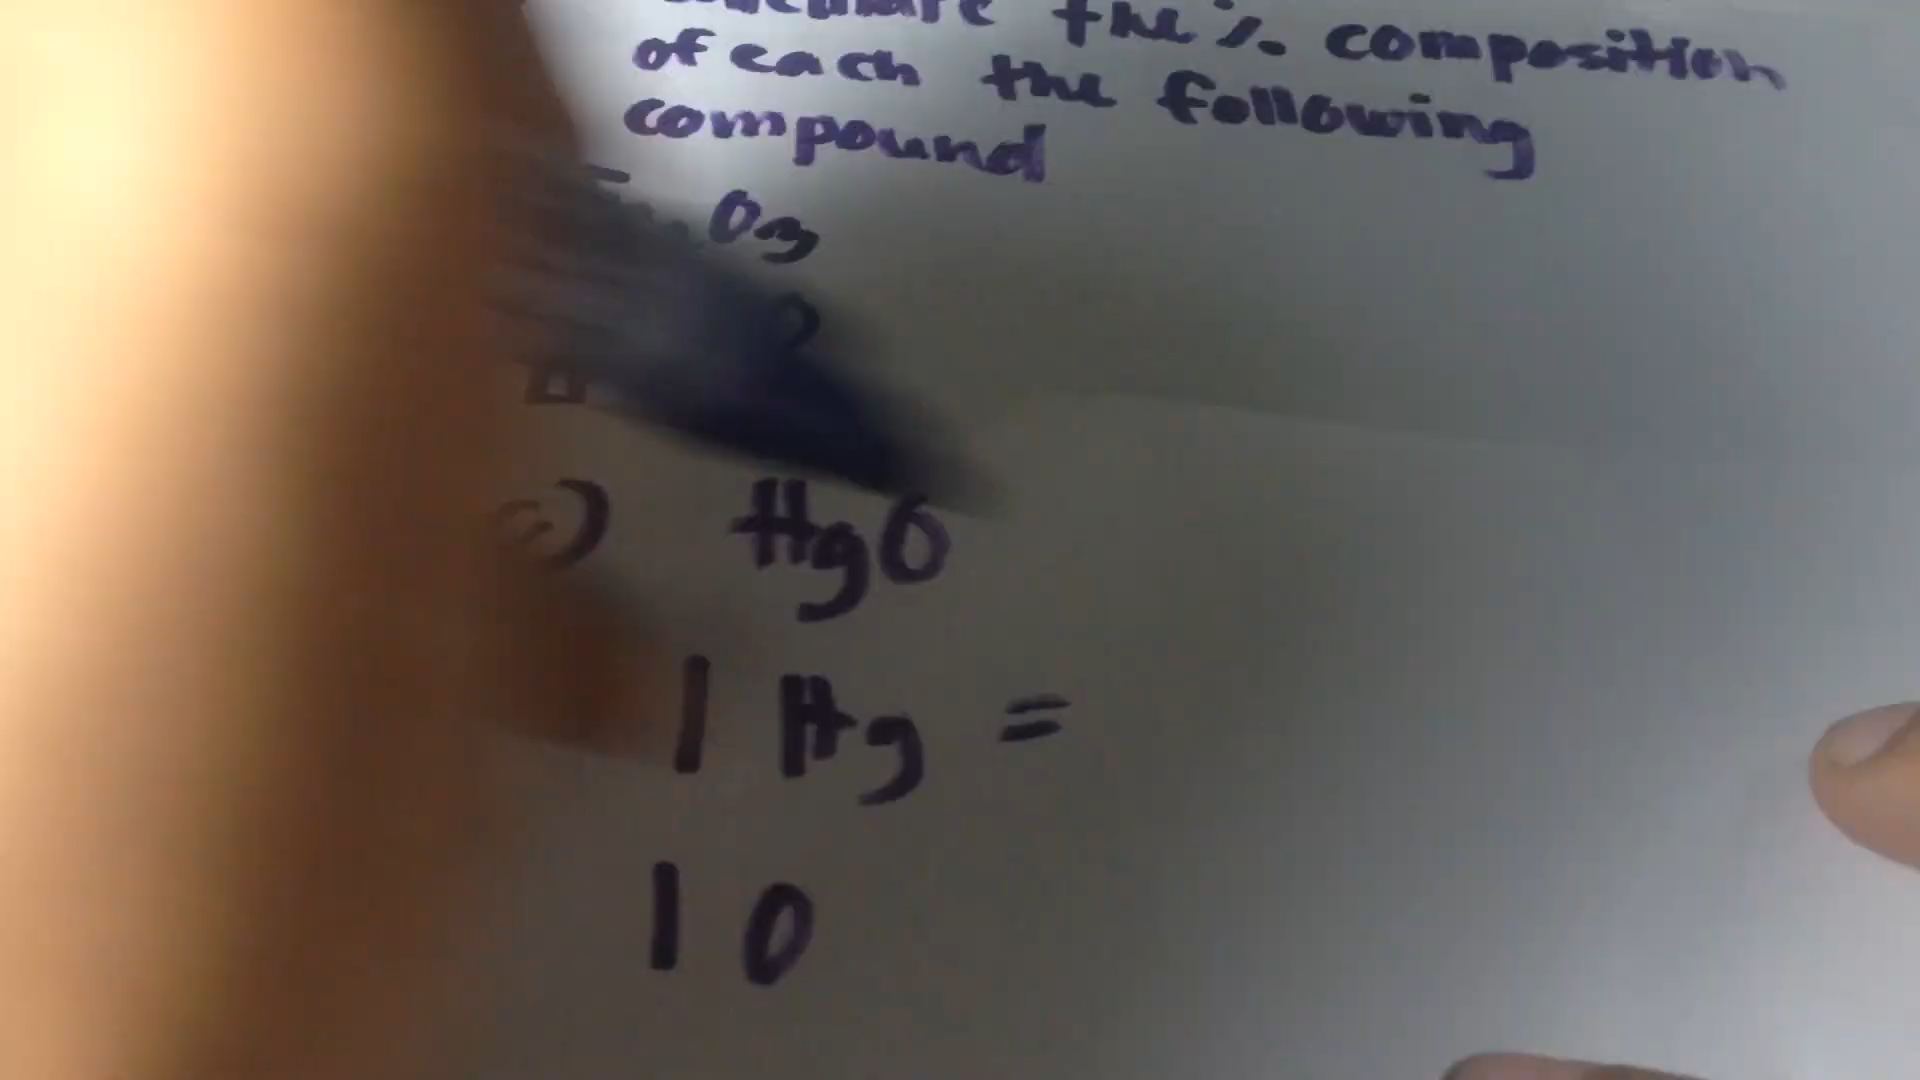 the % composition
of each the following
compound
O3
c) HgO
1 Hg =
1 O